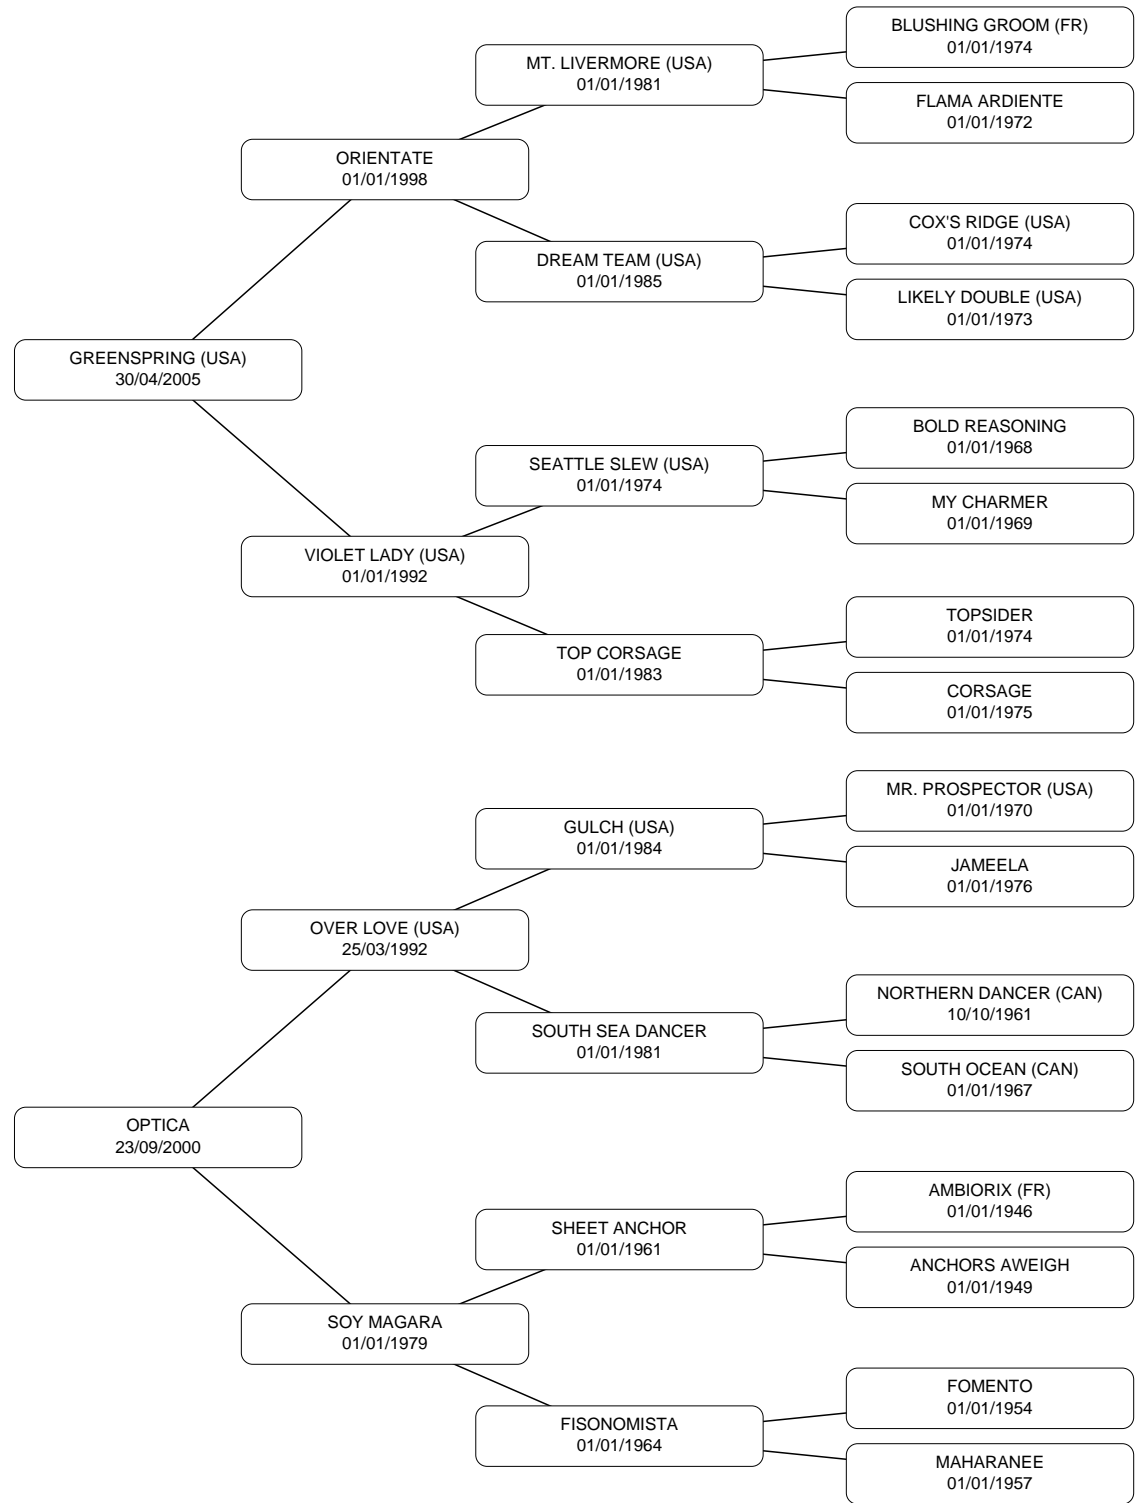 BLUSHING GROOM (FR)
01/01/1974
MT. LIVERMORE (USA)
01/01/1981
FLAMA ARDIENTE
01/01/1972
ORIENTATE
01/01/1998
COX'S RIDGE (USA)
01/01/1974
DREAM TEAM (USA)
01/01/1985
LIKELY DOUBLE (USA)
01/01/1973
GREENSPRING (USA)
30/04/2005
BOLD REASONING
01/01/1968
SEATTLE SLEW (USA)
01/01/1974
MY CHARMER
01/01/1969
VIOLET LADY (USA)
01/01/1992
TOPSIDER
01/01/1974
TOP CORSAGE
01/01/1983
CORSAGE
01/01/1975
MR. PROSPECTOR (USA)
01/01/1970
GULCH (USA)
01/01/1984
JAMEELA
01/01/1976
OVER LOVE (USA)
25/03/1992
NORTHERN DANCER (CAN)
10/10/1961
SOUTH SEA DANCER
01/01/1981
SOUTH OCEAN (CAN)
01/01/1967
OPTICA
23/09/2000
AMBIORIX (FR)
01/01/1946
SHEET ANCHOR
01/01/1961
ANCHORS AWEIGH
01/01/1949
SOY MAGARA
01/01/1979
FOMENTO
01/01/1954
FISONOMISTA
01/01/1964
MAHARANEE
01/01/1957